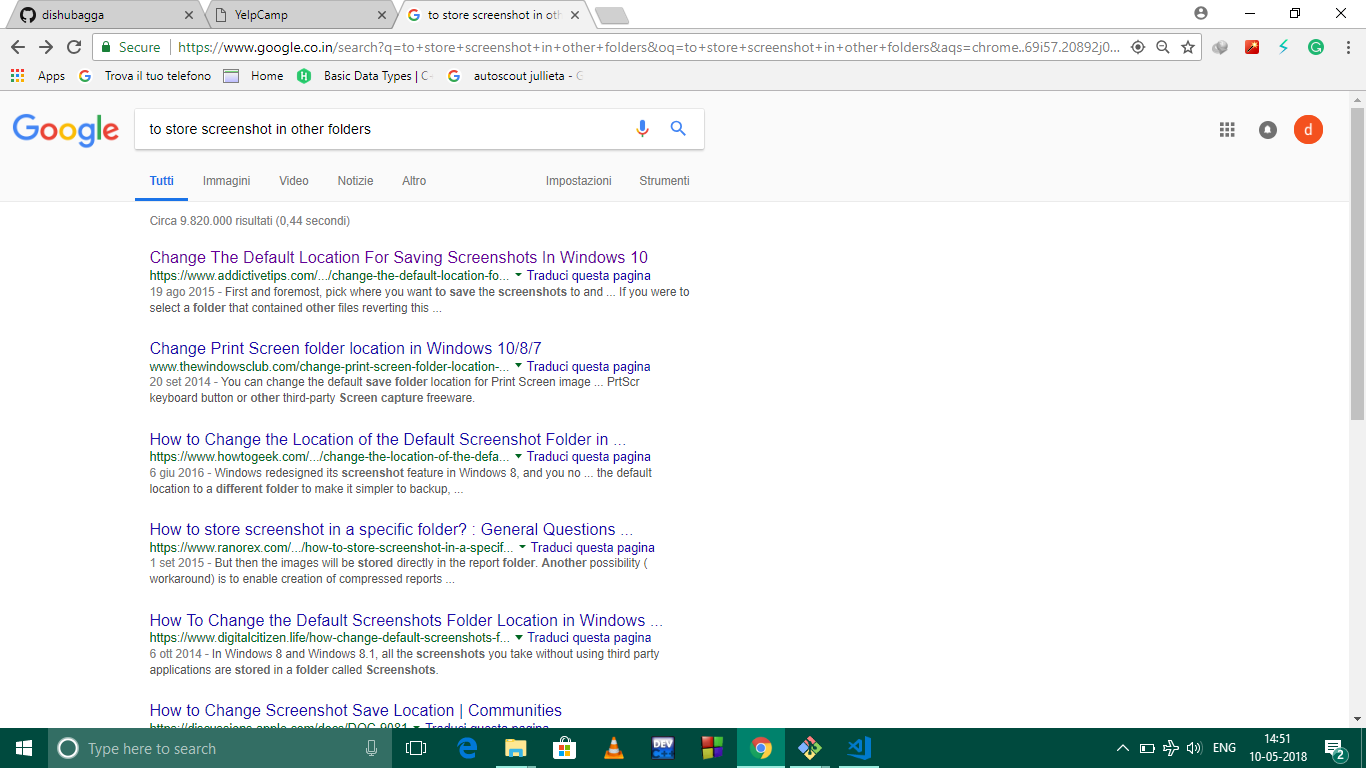 dishubagga
YelpCamp
to store screenshot in oth
Secure
https://www.google.co.in/search?q=to+store+screenshot+in+other+folders&oq=to+store+screenshot+in+other+folders&aqs=chrome..69i57.20892j0...
Apps
Trova il tuo telefono
Home
Basic Data Types | C
autoscout jullieta - G
Google
to store screenshot in other folders
d
Tutti
Immagini
Video
Notizie
Altro
Impostazioni
Strumenti
Circa 9.820.000 risultati (0,44 secondi)
Change The Default Location For Saving Screenshots In Windows 10
https://www.addictivetips.com/.../change-the-default-location-fo... Traduci questa pagina
19 ago 2015 - First and foremost, pick where you want to save the screenshots to and ... If you were to
select a folder that contained other files reverting this ...
Change Print Screen folder location in Windows 10/8/7
www.thewindowsclub.com/change-print-screen-folder-location-... Traduci questa pagina
20 set 2014 - You can change the default save folder location for Print Screen image ... PrtScr
keyboard button or other third-party Screen capture freeware.
How to Change the Location of the Default Screenshot Folder in ...
https://www.howtogeek.com/.../change-the-location-of-the-defa... Traduci questa pagina
6 giu 2016 - Windows redesigned its screenshot feature in Windows 8, and you no ... the default
location to a different folder to make it simpler to backup, ...
How to store screenshot in a specific folder? : General Questions ...
https://www.ranorex.com/.../how-to-store-screenshot-in-a-specif... Traduci questa pagina
1 set 2015 - But then the images will be stored directly in the report folder. Another possibility (
workaround) is to enable creation of compressed reports ...
How To Change the Default Screenshots Folder Location in Windows ...
https://www.digitalcitizen.life/how-change-default-screenshots-f... Traduci questa pagina
6 ott 2014 - In Windows 8 and Windows 8.1, all the screenshots you take without using third party
applications are stored in a folder called Screenshots.
How to Change Screenshot Save Location | Communities
https://discussions.apple.com/docs/DOC-9081 Traduci questa pagina
Type here to search
DEV
ENG
14:51
10-05-2018
2